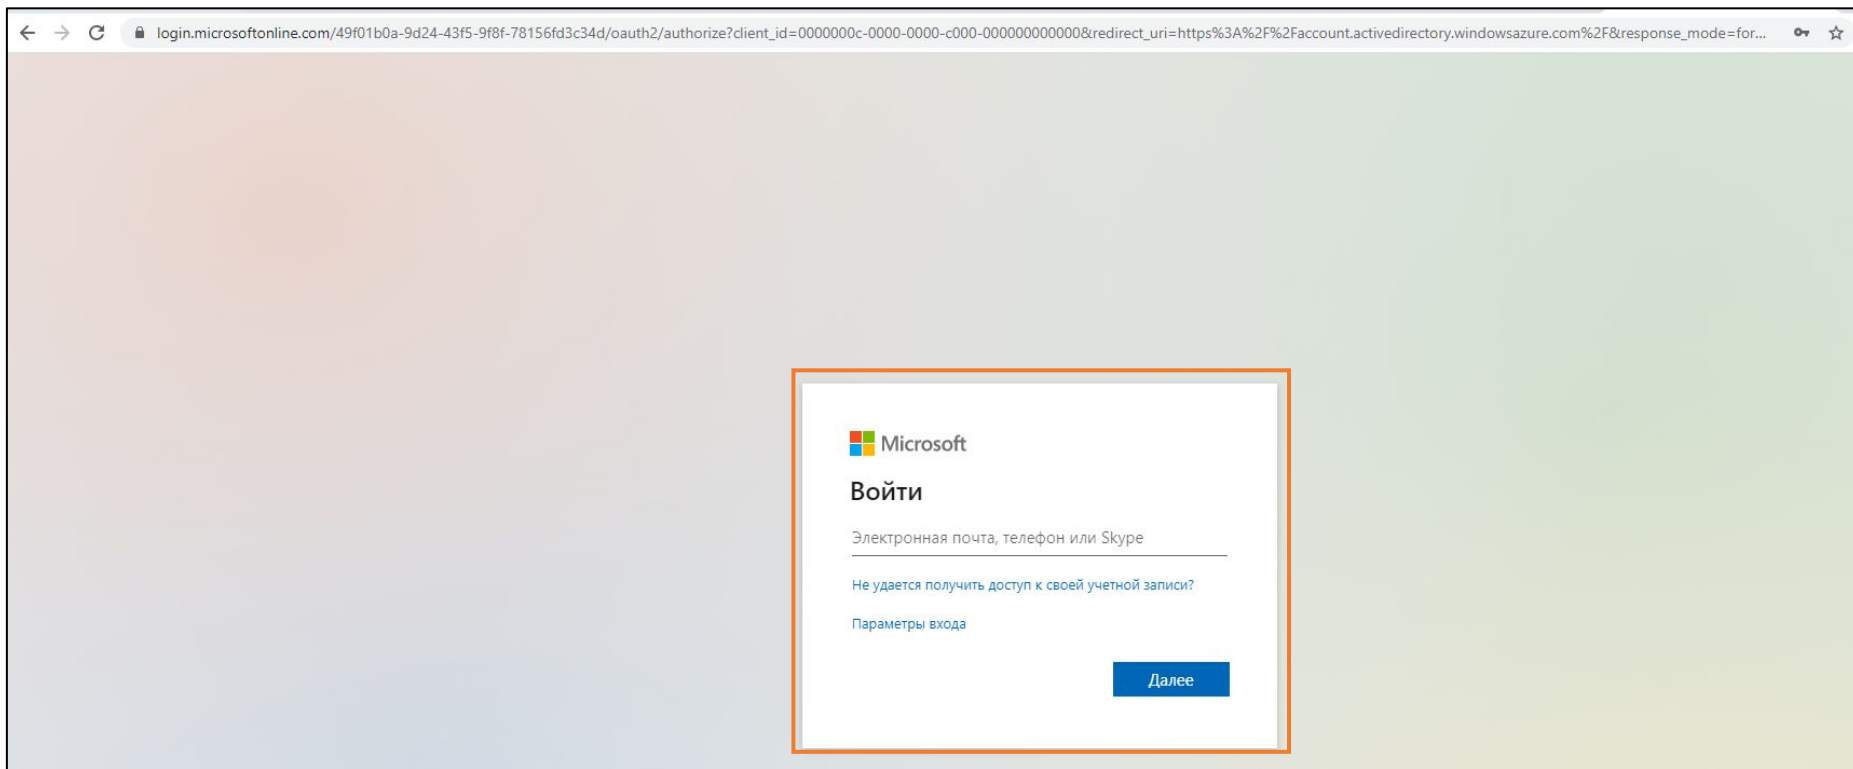 login.microsoftonline.com/49f01b0a-9d24-43f5-9f8f-78156fd3c34d/oauth2/authorize?client_id=0000000c-0000-0000-c000-000000000000&redirect_uri=https%3A%2F%2Faccount.activedirectory.windowsazure.com%2F&response_mode=for...
Microsoft
Войти
Электронная почта, телефон или Skype
Не удается получить доступ к своей учетной записи?
Параметры входа
Далее